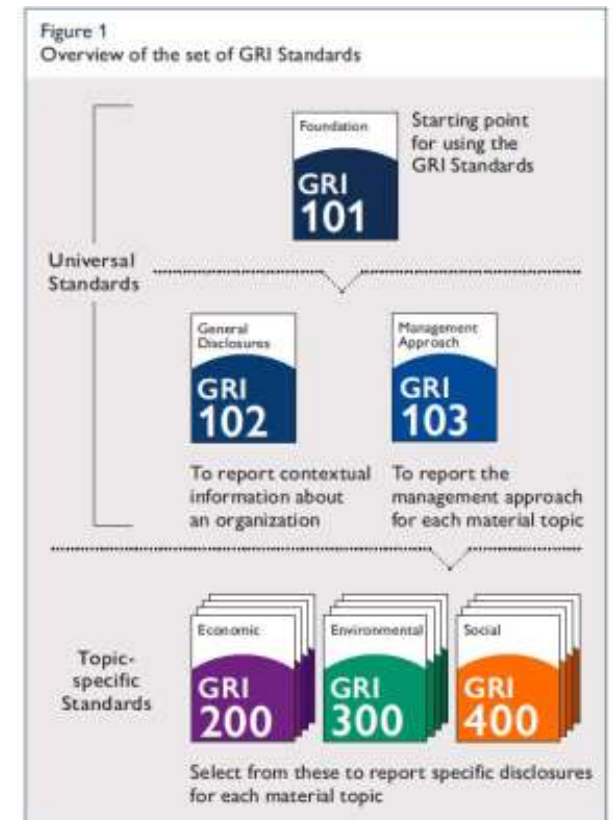 Figure 1
Overview of the set of GRI Standards
Foundation
GRI
101
Starting point
for using the
GRI Standards
Universal
Standards
General
Disclosures
GRI
102
Management
Approach
GRI
103
To report contextual
information about
an organization
To report the
management approach
for each material topic
Topic-
specific
Standards
Economic
GRI
200
Environmental
GRI
300
Social
GRI
400
Select from these to report specific disclosures
for each material topic